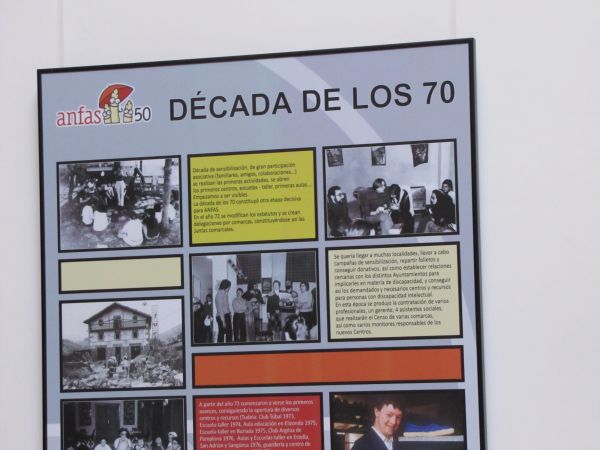 anfas 50
DÉCADA DE LOS 70
Década de sensibilización, de gran participación
asociativa (familiares, amigos, colaboraciones...)
se realizan las primeras actividades, se abren
los primeros centros, escuelas - taller, primeras aulas...
Empezamos a ser visibles.
La década de los 70 constituyó otra etapa decisiva
para ANFAS.
En el año 72 se modifican los estatutos y se crean
delegaciones por comarcas, constituyéndose así las
Juntas comarcales.
Se quería llegar a muchas localidades, llevar a cabo
campañas de sensibilización, repartir folletos y
conseguir donativos, así como establecer relaciones
cercanas con los distintos Ayuntamientos para
implicarles en materia de discapacidad, y conseguir
así los demandados y necesarios centros y recursos
para personas con discapacidad intelectual.
En esta época se produjo la contratación de varios
profesionales, un gerente, 4 asistentes sociales,
que realizarán el Censo de varias comarcas,
así como varios monitores responsables de los
nuevos Centros.
A partir del año 73 comenzaron a verse los primeros
avances, consiguiendo la apertura de diversos
centros y recursos (Tudela: Club Túbal 1973,
Escuela-taller 1974, Aula educación en Elizondo 1975,
Escuela-taller en Burlada 1975, Club Argitza de
Pamplona 1976, Aulas y Escuelas-taller en Estella,
San Adrián y Sangüesa 1976, guardería y centro de